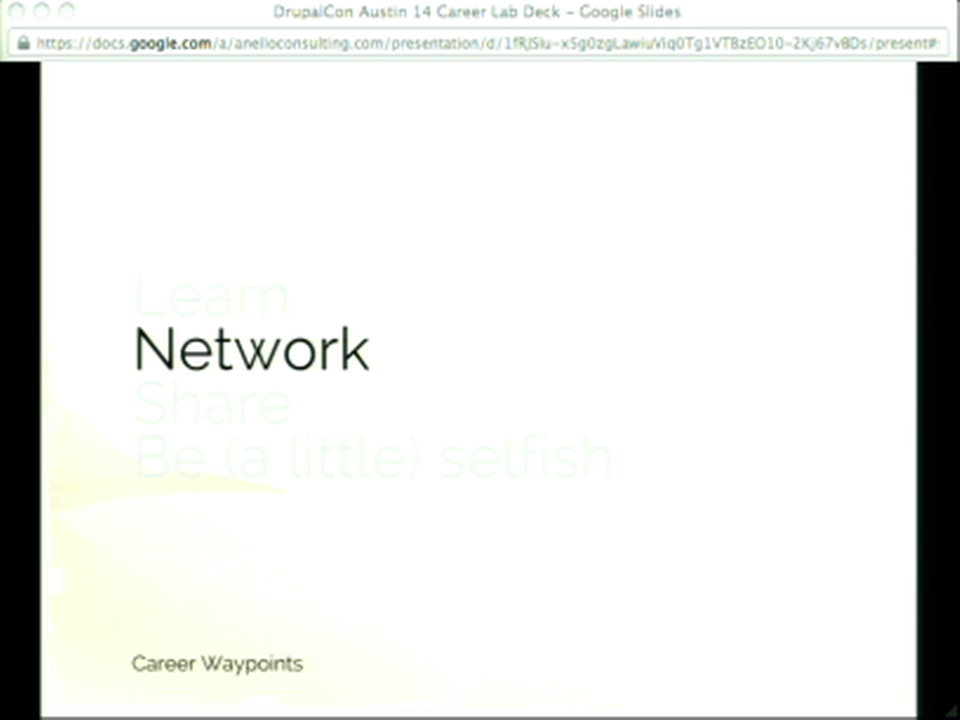 DrupalCon Austin 14 Career Lab Deck – Google Slides
Learn
Network
Share
Be (a little) selfish
Career Waypoints